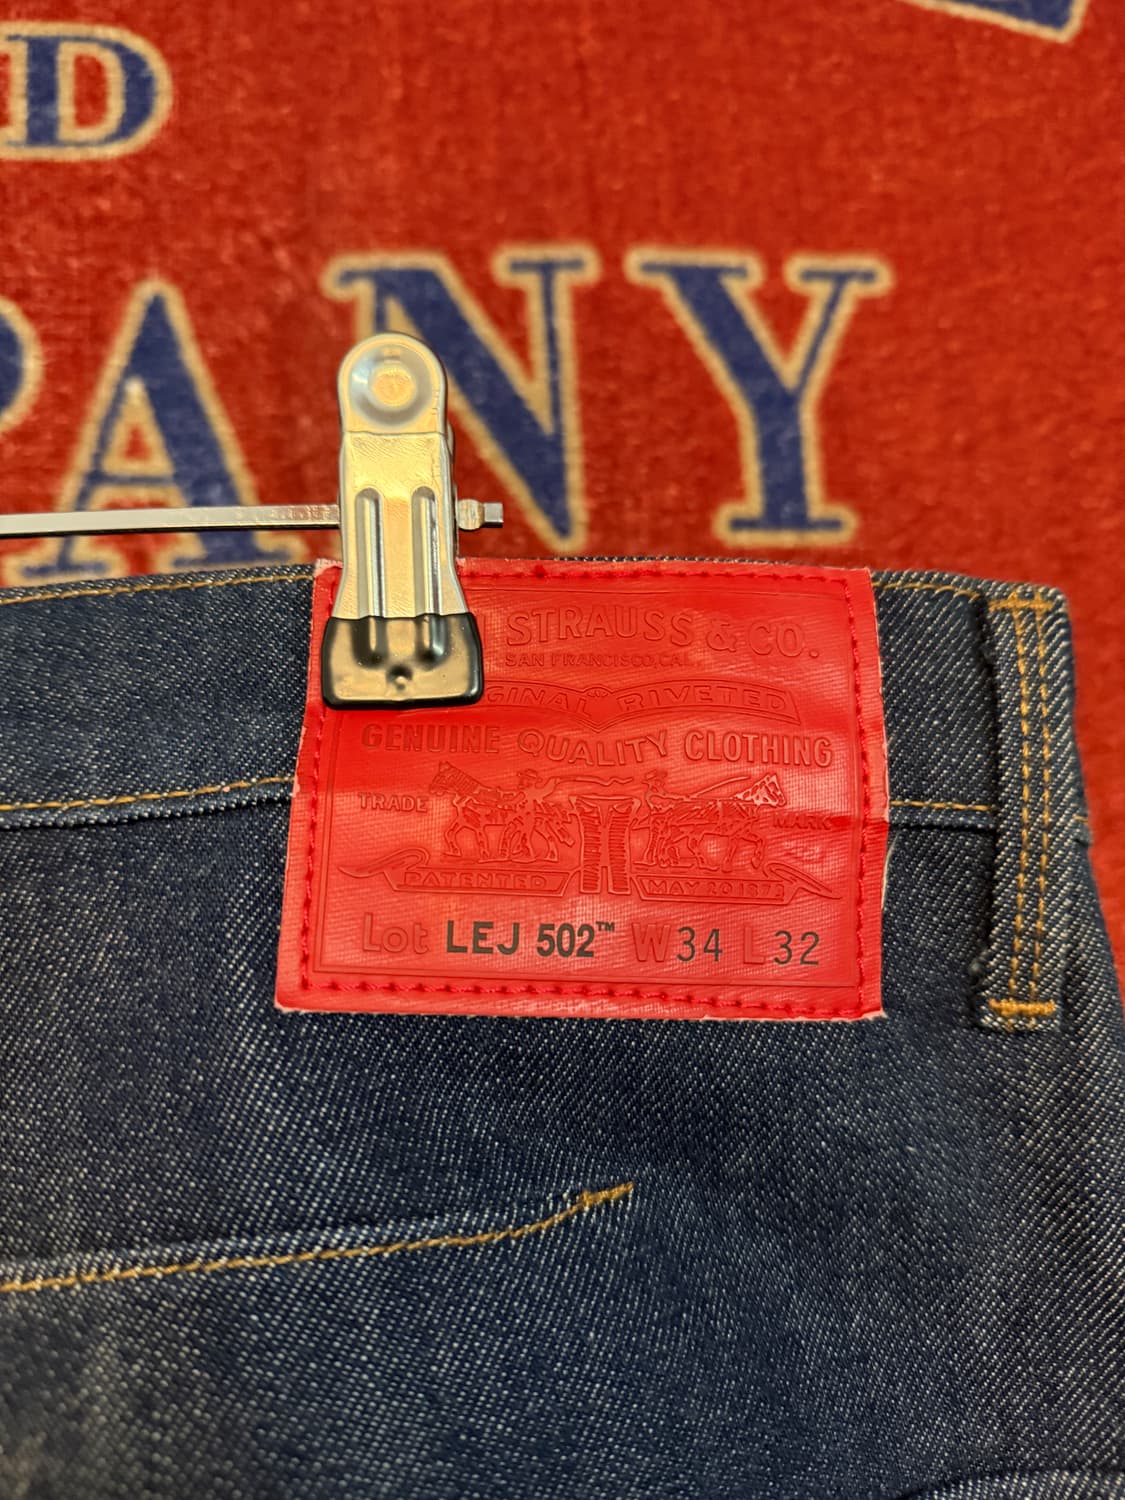 D
PANY
STRAUSS & CO.
SAN FRANCISCO, CAL.
GINAL RIVETED
GENUINE QUALITY CLOTHING
TRADE MARK
PATENTED MAY 20 1873
Lot LEJ 502™ W34 L32